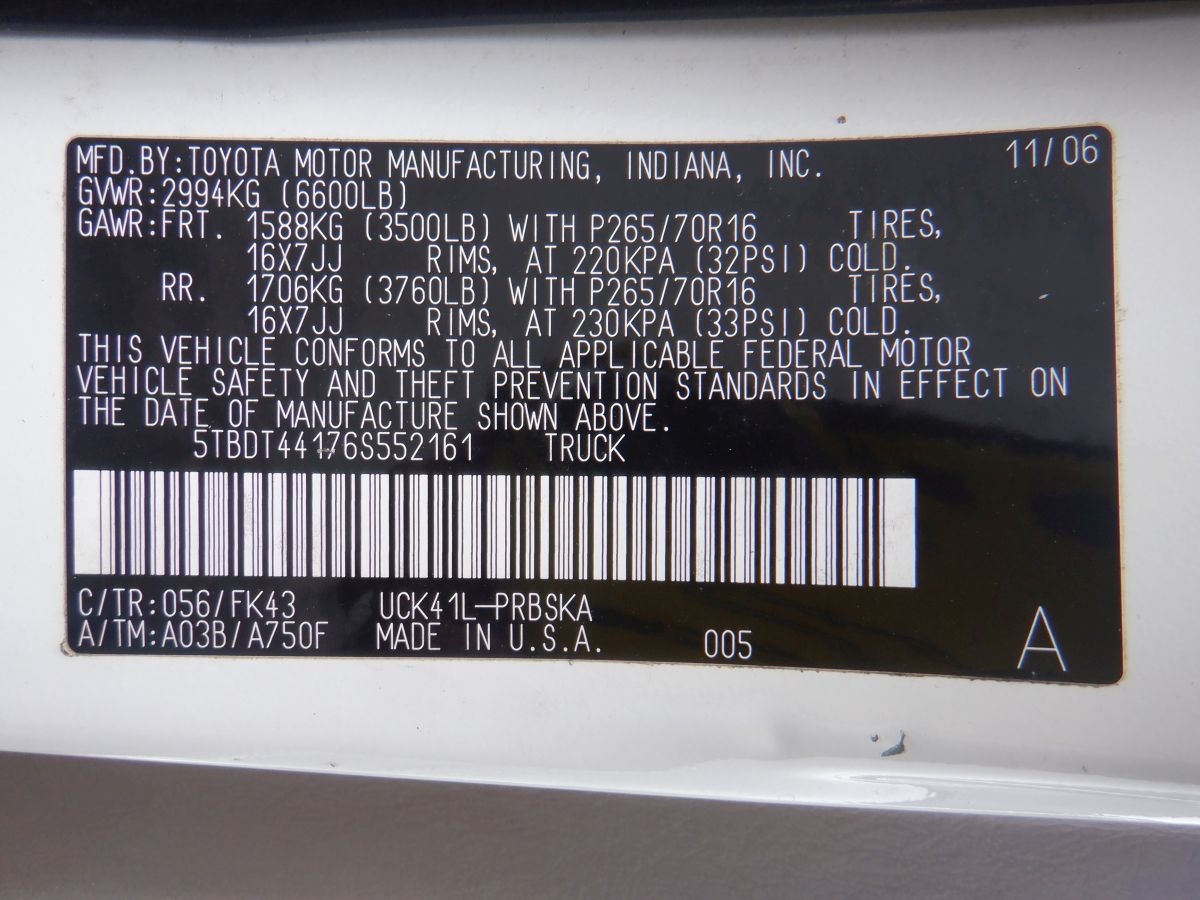 MFD.BY:TOYOTA MOTOR MANUFACTURING, INDIANA, INC. 11/06
GVWR:2994KG (6600LB)
GAWR:FRT. 1588KG (3500LB) WITH P265/70R16 TIRES,
16X7JJ RIMS, AT 220KPA (32PSI) COLD.
RR. 1706KG (3760LB) WITH P265/70R16 TIRES,
16X7JJ RIMS, AT 230KPA (33PSI) COLD.
THIS VEHICLE CONFORMS TO ALL APPLICABLE FEDERAL MOTOR
VEHICLE SAFETY AND THEFT PREVENTION STANDARDS IN EFFECT ON
THE DATE OF MANUFACTURE SHOWN ABOVE.
5TBDT44176S552161 TRUCK
C/TR:056/FK43 UCK41L-PRBSKA
A/TM:A03B/A750F MADE IN U.S.A. 005 A